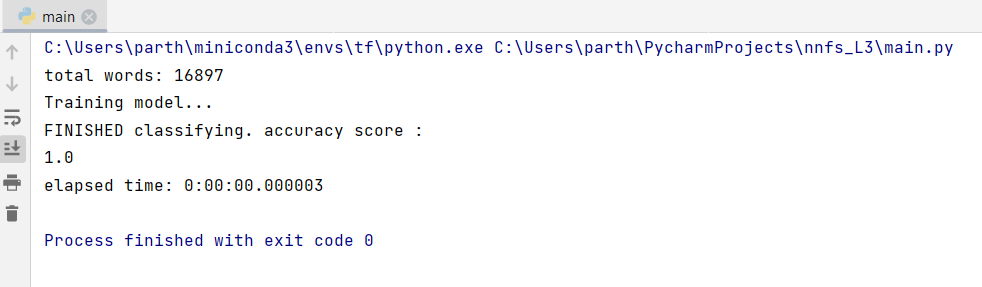 main
C:\Users\parth\miniconda3\envs\tf\python.exe C:\Users\parth\PycharmProjects\nnfs_L3\main.py
total words: 16897
Training model...
FINISHED classifying. accuracy score :
1.0
elapsed time: 0:00:00.000003
Process finished with exit code 0